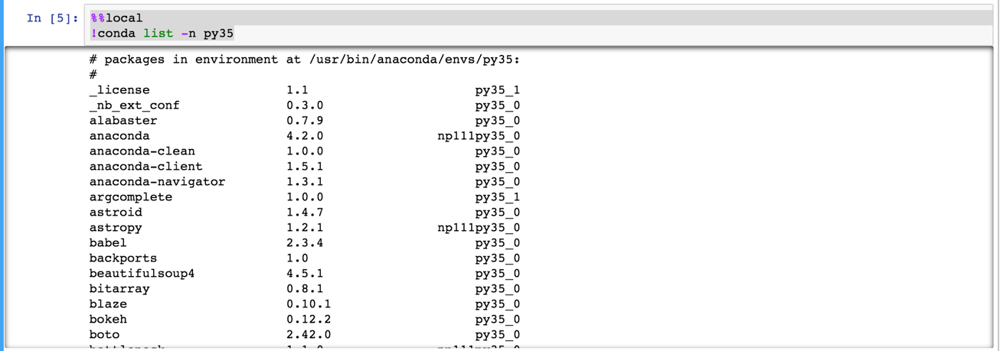 In [5]: %%local
!conda list -n py35
# packages in environment at /usr/bin/anaconda/envs/py35:
#
_license 1.1 py35_1
_nb_ext_conf 0.3.0 py35_0
alabaster 0.7.9 py35_0
anaconda 4.2.0 np111py35_0
anaconda-clean 1.0.0 py35_0
anaconda-client 1.5.1 py35_0
anaconda-navigator 1.3.1 py35_0
argcomplete 1.0.0 py35_1
astroid 1.4.7 py35_0
astropy 1.2.1 np111py35_0
babel 2.3.4 py35_0
backports 1.0 py35_0
beautifulsoup4 4.5.1 py35_0
bitarray 0.8.1 py35_0
blaze 0.10.1 py35_0
bokeh 0.12.2 py35_0
boto 2.42.0 py35_0